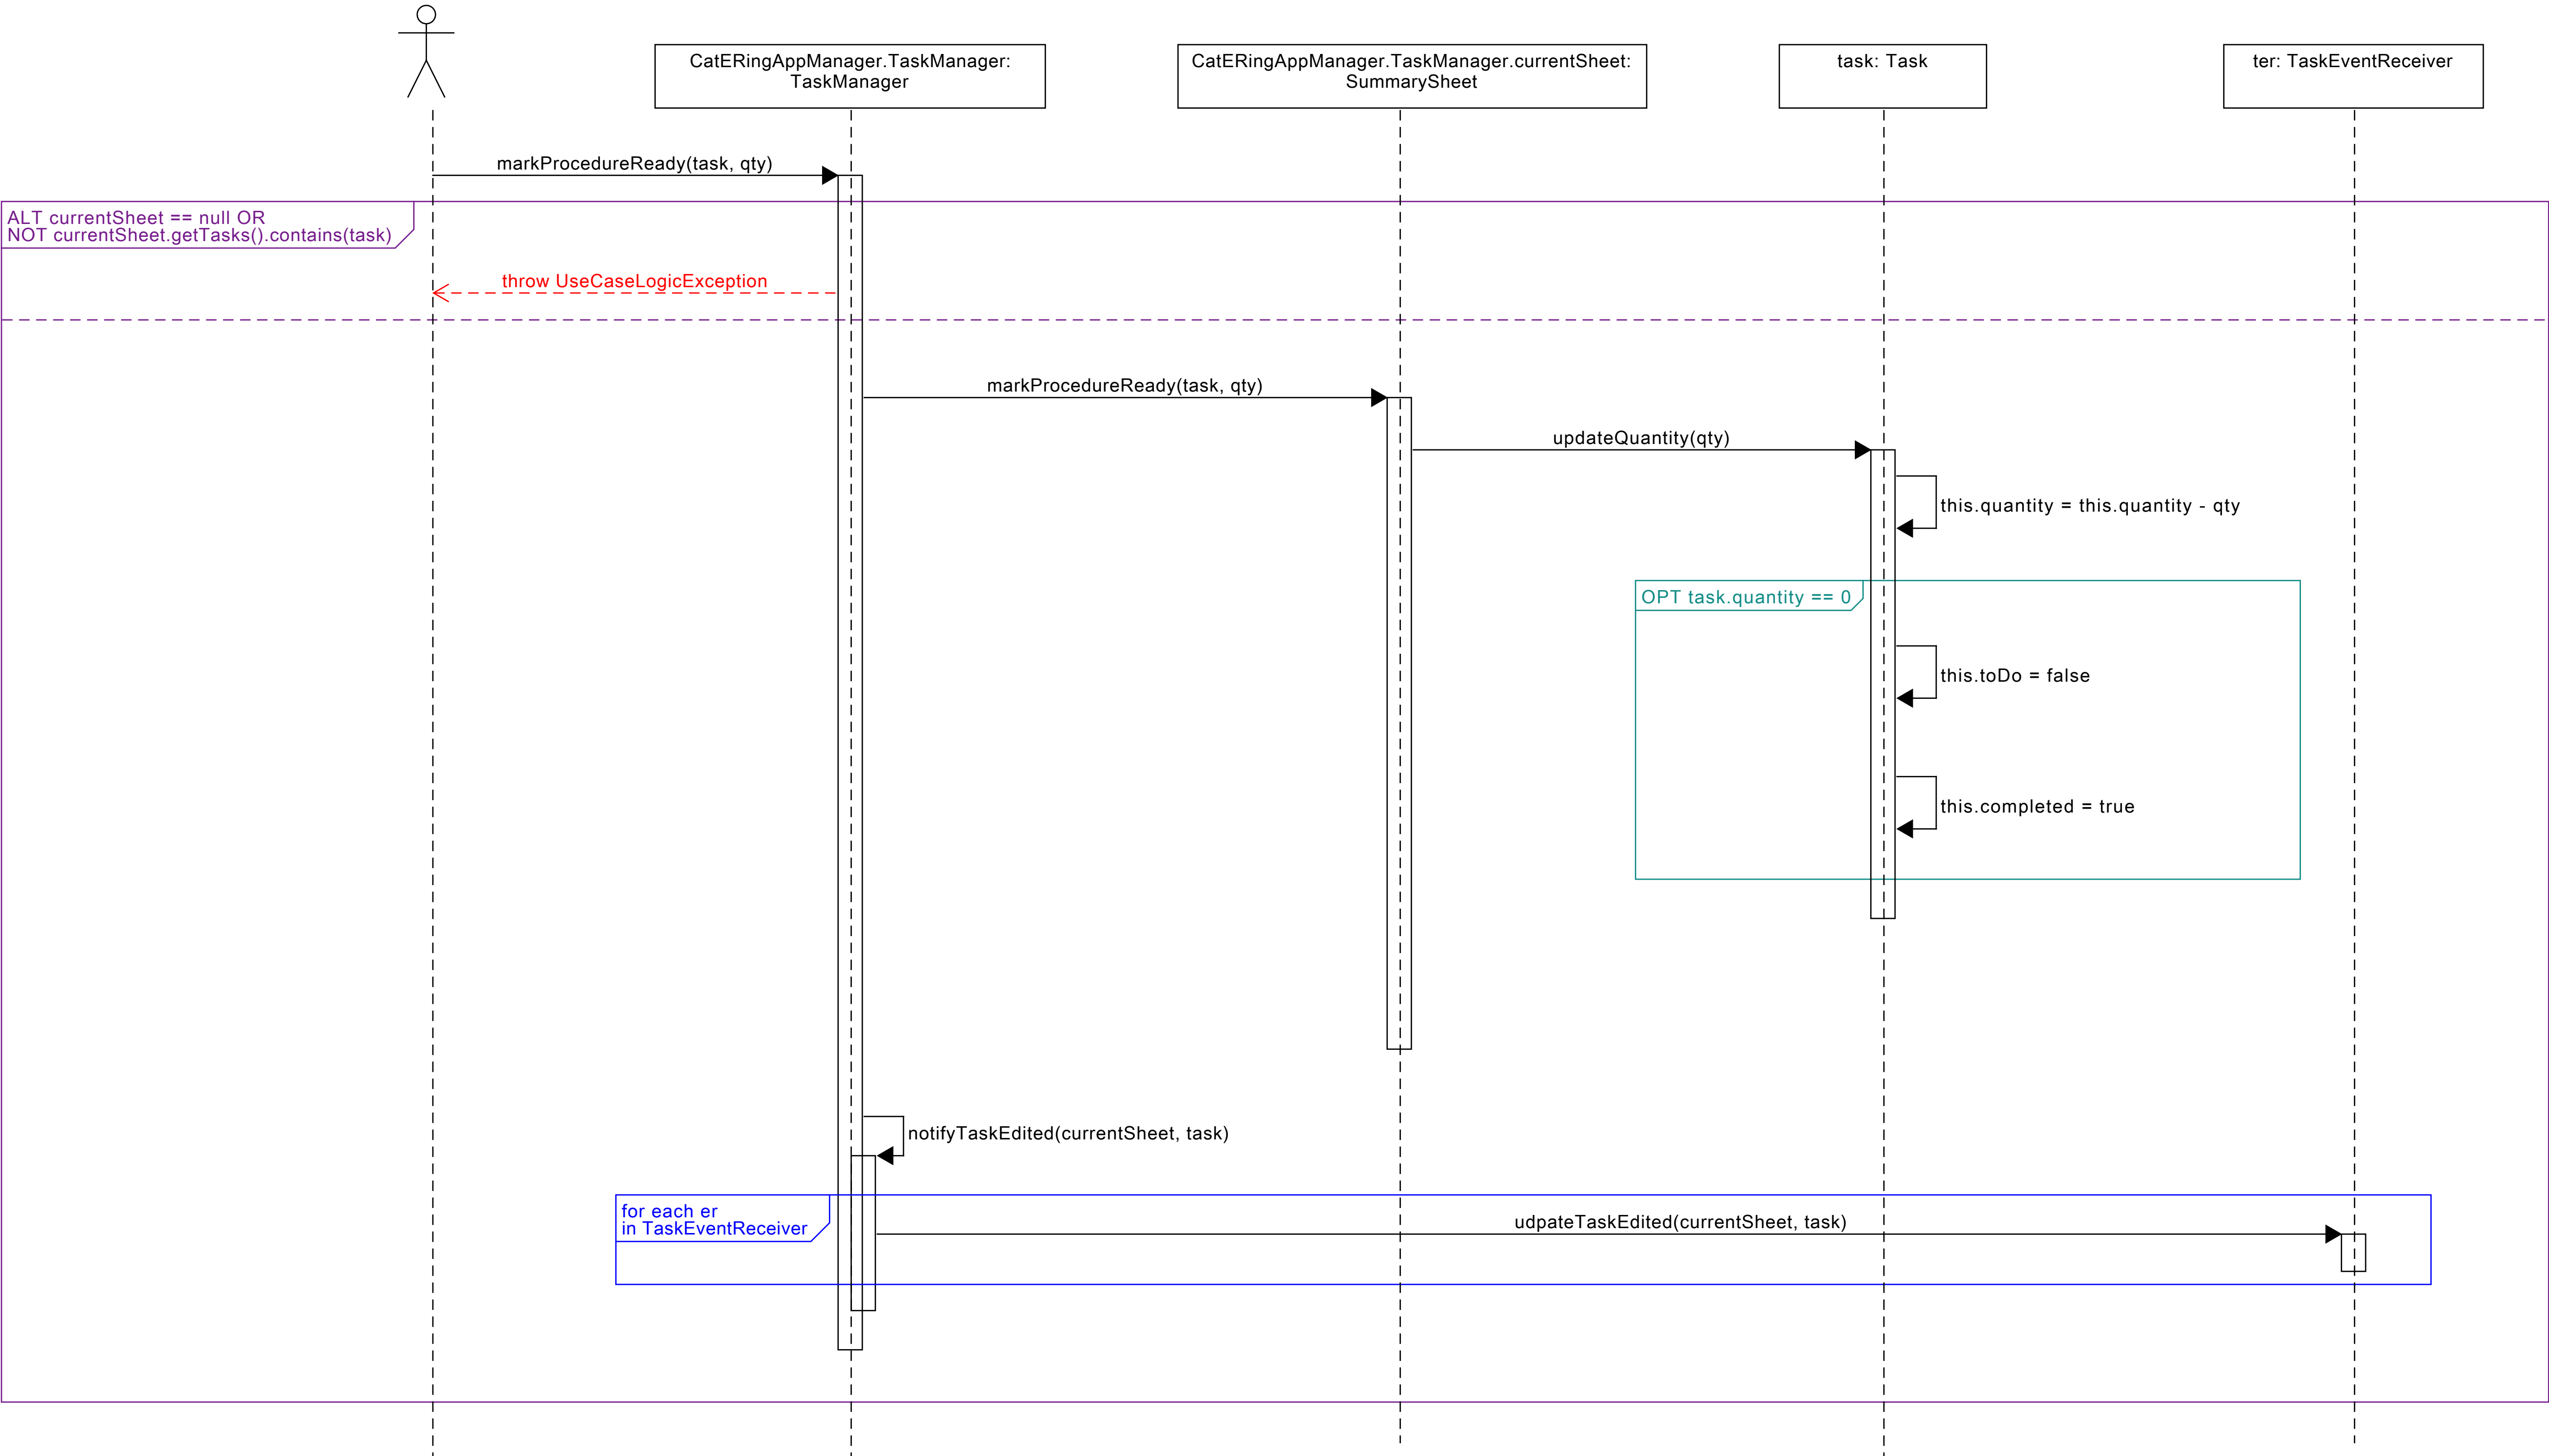 CatERingAppManager.TaskManager:
TaskManager
CatERingAppManager.TaskManager.currentSheet:
SummarySheet
task: Task
ter: TaskEventReceiver
markProcedureReady(task, qty)
ALT currentSheet == null OR
NOT currentSheet.getTasks().contains(task)
throw UseCaseLogicException
markProcedureReady(task, qty)
updateQuantity(qty)
this.quantity = this.quantity - qty
OPT task.quantity == 0
this.toDo = false
this.completed = true
notifyTaskEdited(currentSheet, task)
for each er
in TaskEventReceiver
udpateTaskEdited(currentSheet, task)